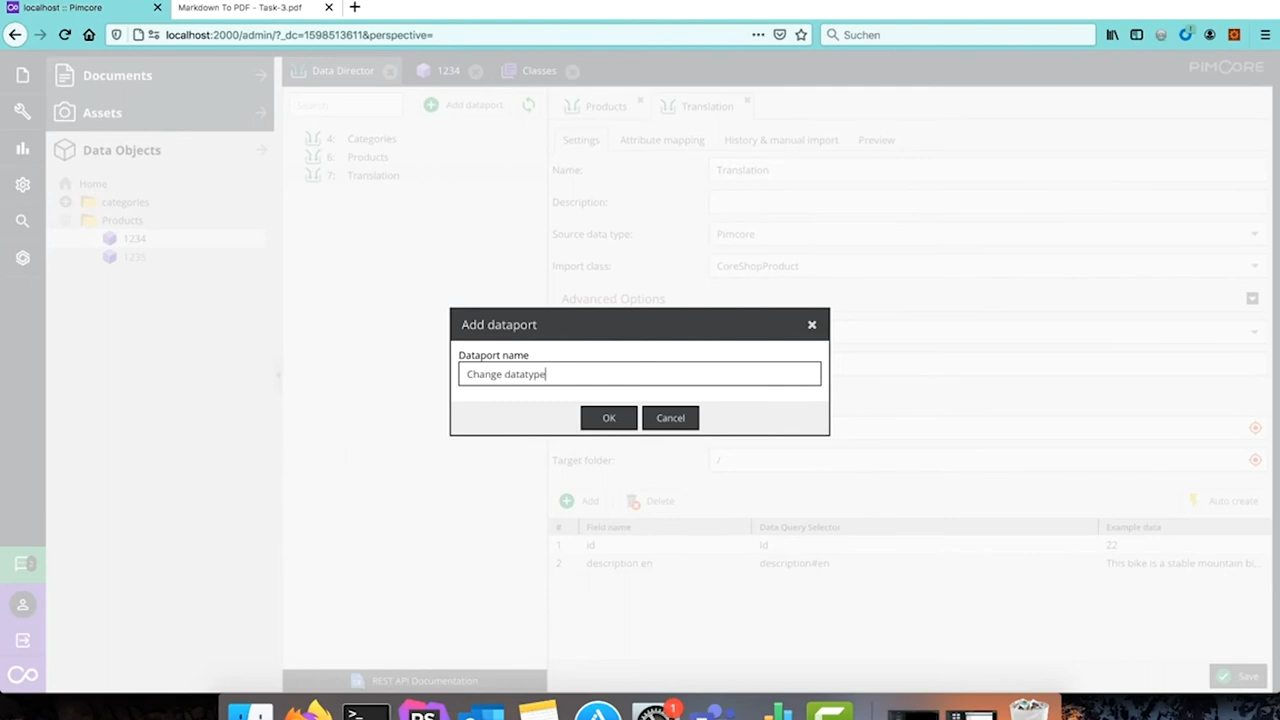 localhost :: Pimcore
Markdown To PDF - Task-3.pdf
localhost:2000/admin/?_dc=1598513611&perspective=
Suchen
Documents
Assets
Data Objects
Home
categories
Products
1234
1235
Data Director
1234
Classes
PIMCORE
Search
Add dataport
4: Categories
6: Products
7: Translation
REST API Documentation
Products
Translation
Settings
Attribute mapping
History & manual import
Preview
Name:
Translation
Description:
Source data type:
Pimcore
Import class:
CoreShopProduct
Advanced Options
Add dataport
Dataport name
Change datatype
OK
Cancel
Target folder:
/
Add
Delete
Auto create
# Field name Data Query Selector Example data
1 id id 22
2 description en description#en This bike is a stable mountain bi...
Save
3
1